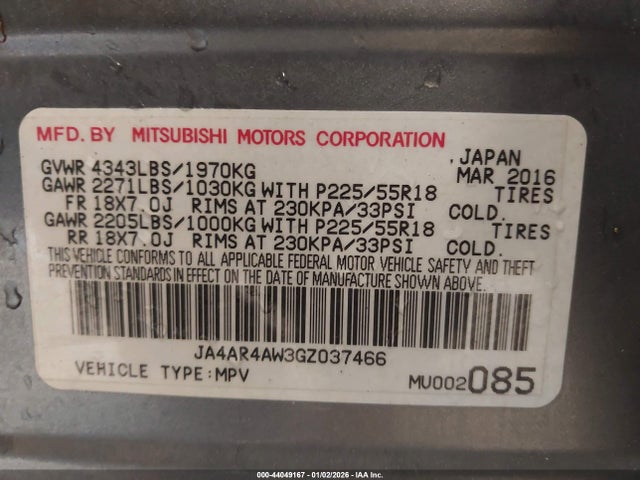 MFD. BY MITSUBISHI MOTORS CORPORATION
, JAPAN
GVWR 4343LBS/1970KG MAR 2016
GAWR 2271LBS/1030KG WITH P225/55R18 TIRES
FR 18X7.0J RIMS AT 230KPA/33PSI COLD.
GAWR 2205LBS/1000KG WITH P225/55R18 TIRES
RR 18X7.0J RIMS AT 230KPA/33PSI COLD.
THIS VEHICLE CONFORMS TO ALL APPLICABLE FEDERAL MOTOR VEHICLE SAFETY AND THEFT
PREVENTION STANDARDS IN EFFECT ON THE DATE OF MANUFACTURE SHOWN ABOVE.
JA4AR4AW3GZ037466
VEHICLE TYPE:MPV MU002085
000-44049167 - 01/02/2026 - IAA Inc.